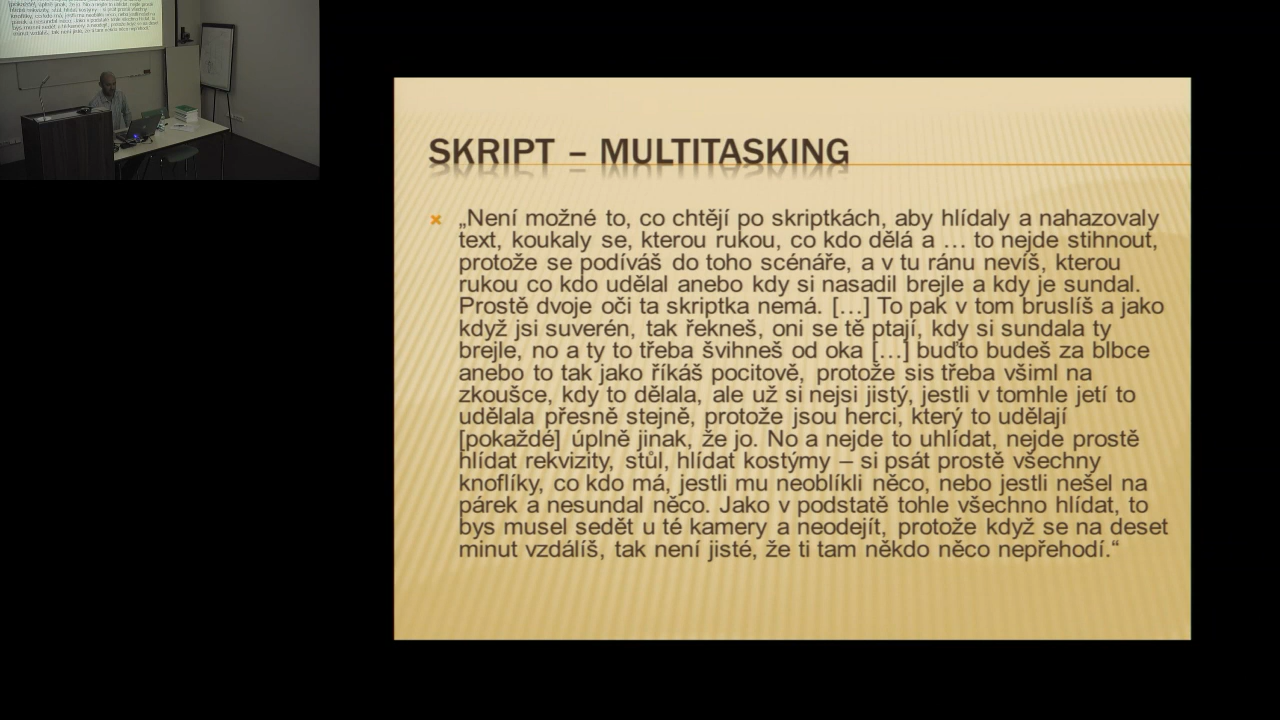 SKRIPT – MULTITASKING
„Není možné to, co chtějí po skriptkách, aby hlídaly a nahazovaly
text, koukaly se, kterou rukou, co kdo dělá a … to nejde stihnout,
protože se podíváš do toho scénáře, a v tu ránu nevíš, kterou
rukou co kdo udělal anebo kdy si nasadil brejle a kdy je sundal.
Prostě dvoje oči ta skriptka nemá. […] To pak v tom bruslíš a jako
když jsi suverén, tak řekneš, oni se tě ptají, kdy si sundala ty
brejle, no a ty to třeba švihneš od oka […] buďto budeš za blbce
anebo to tak jako říkáš pocitově, protože sis třeba všiml na
zkoušce, kdy to dělala, ale už si nejsi jistý, jestli v tomhle jetí to
udělala přesně stejně, protože jsou herci, který to udělají
[pokaždé] úplně jinak, že jo. No a nejde to uhlídat, nejde prostě
hlídat rekvizity, stůl, hlídat kostýmy – si psát prostě všechny
knoflíky, co kdo má, jestli mu neoblíkli něco, nebo jestli nešel na
párek a nesundal něco. Jako v podstatě tohle všechno hlídat, to
bys musel sedět u té kamery a neodejít, protože když se na deset
minut vzdálíš, tak není jisté, že ti tam někdo něco nepřehodí.“